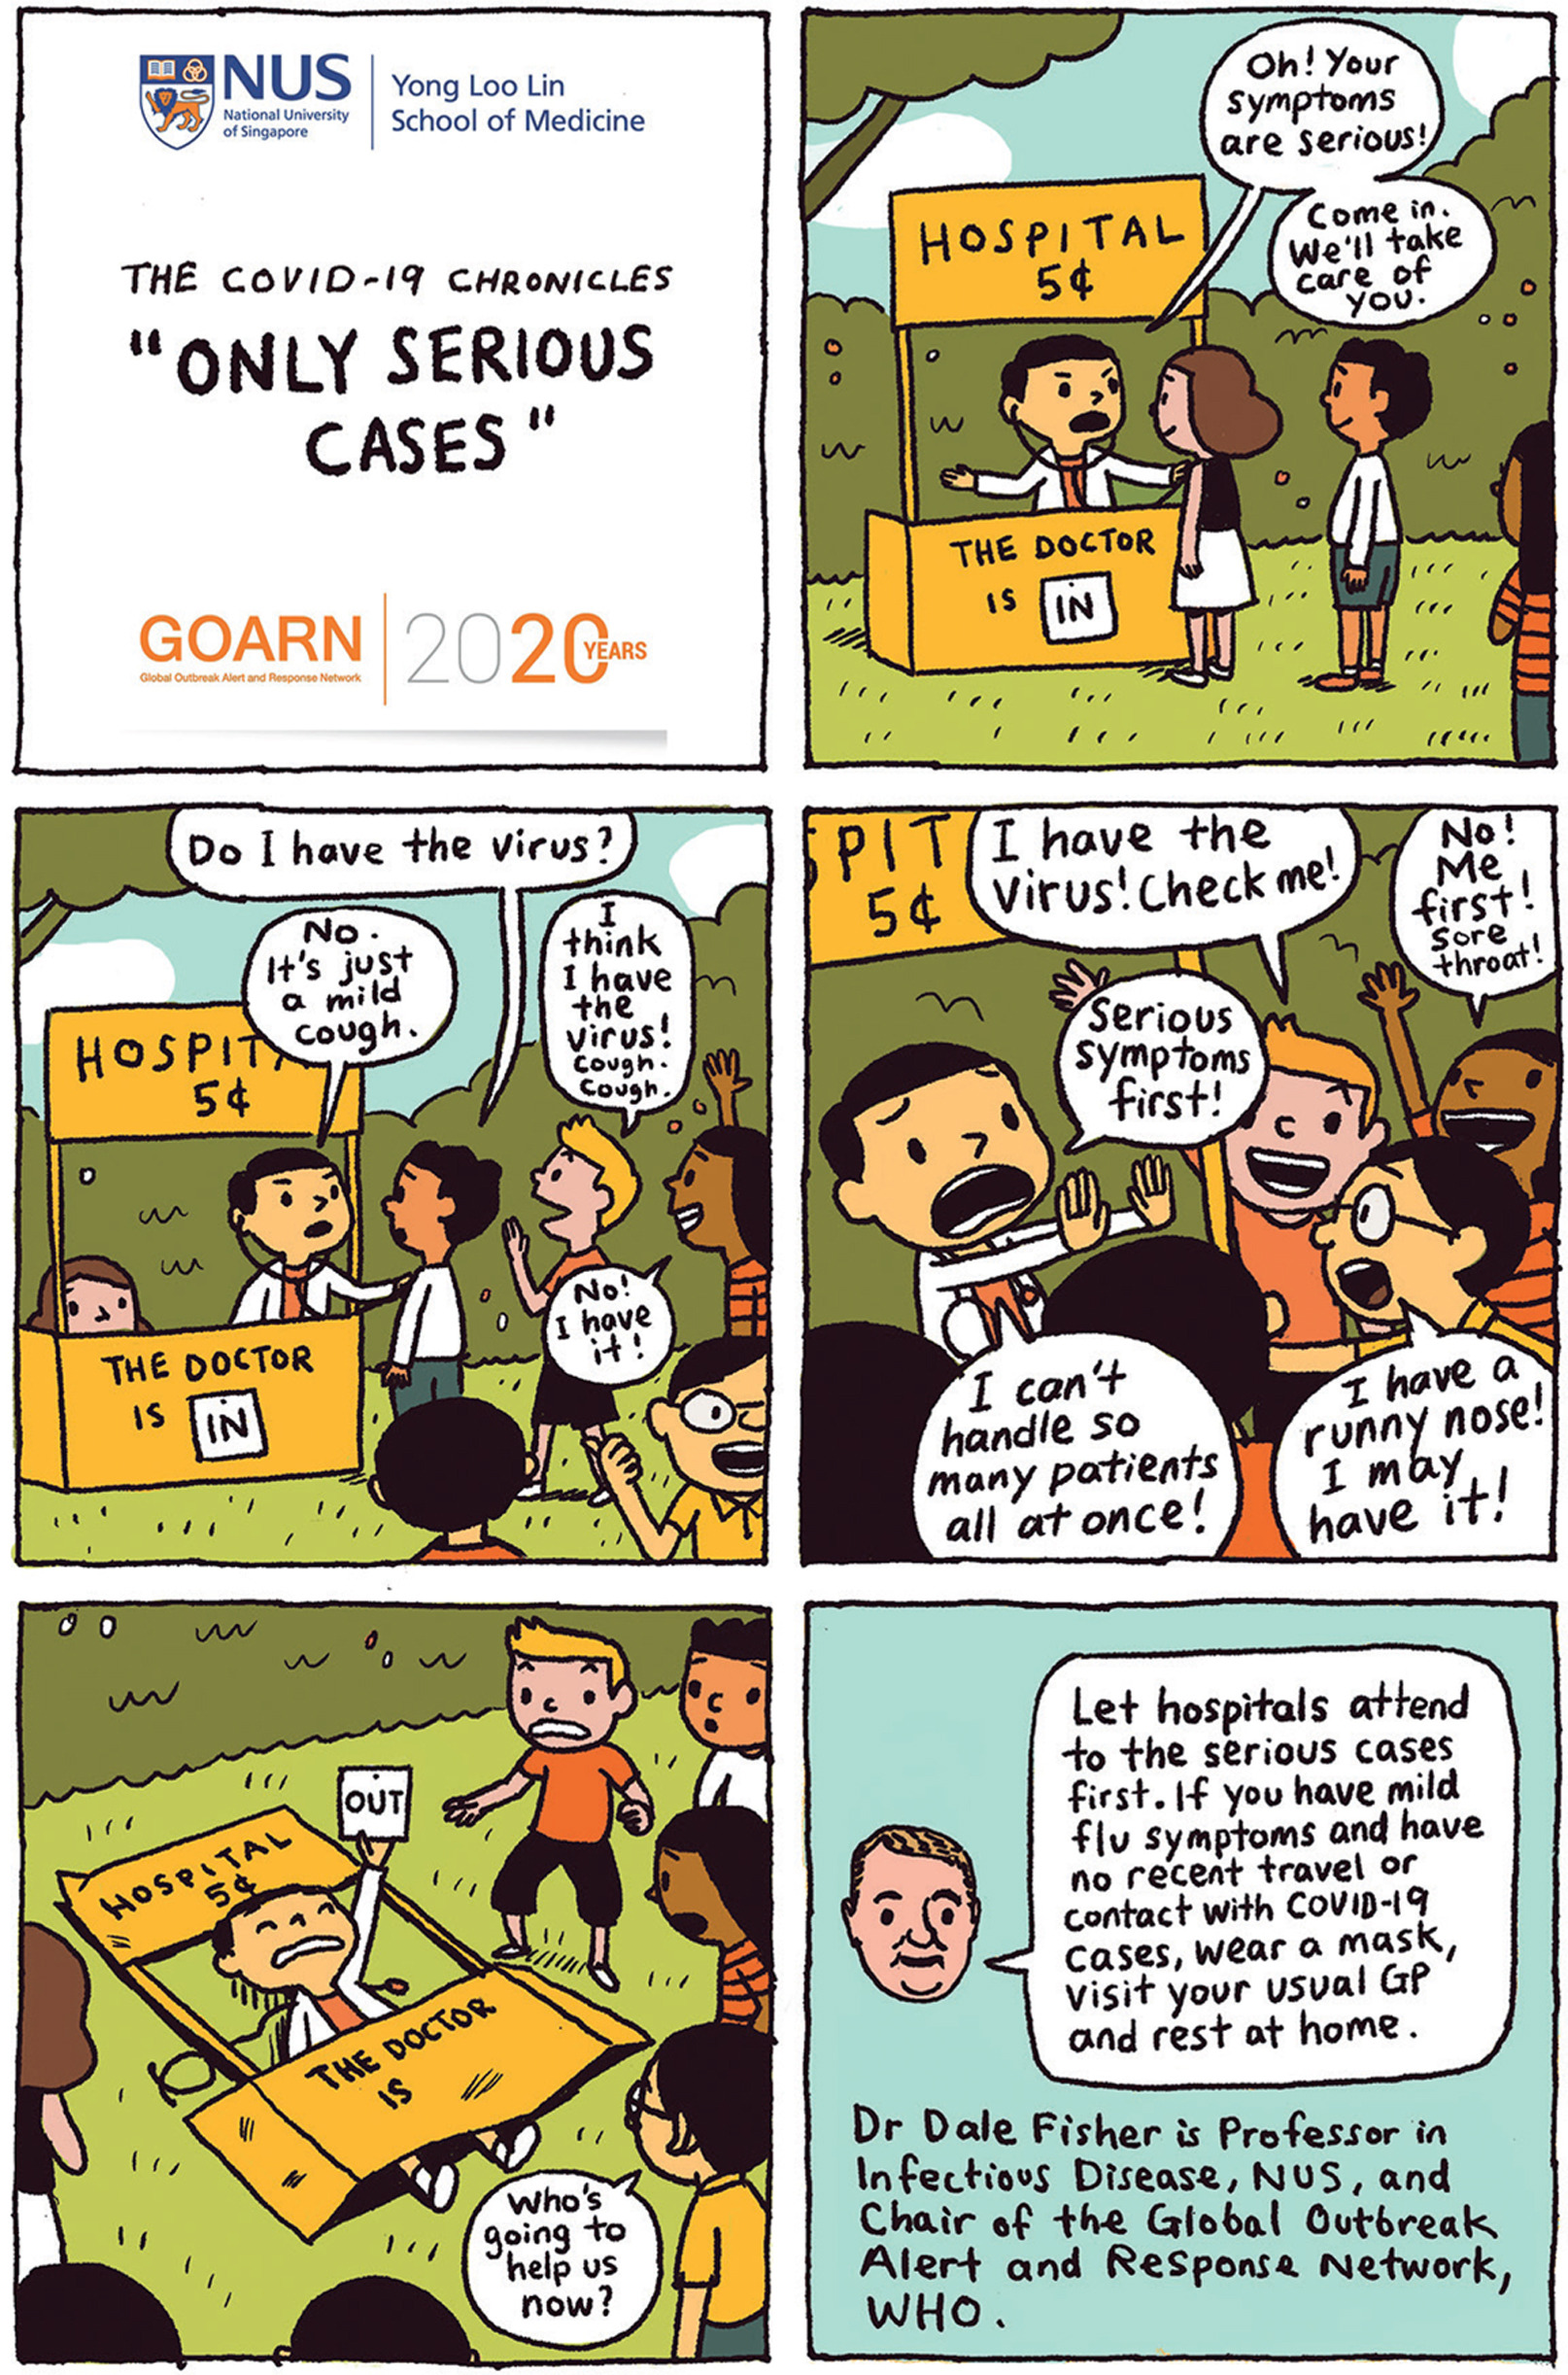 NUS
National University
of Singapore
Yong Loo Lin
School of Medicine
THE COVID-19 CHRONICLES
"ONLY SERIOUS
CASES"
GOARN
Global Outbreak Alert and Response Network
2020
YEARS
Oh! Your
symptoms
are serious!
Come in.
We'll take
care of
you.
HOSPITAL
5¢
THE DOCTOR
IS IN
Do I have the virus?
No.
It's just
a mild
cough.
I
think
I have
the
virus!
Cough.
Cough.
HOSPITA
5¢
No!
I have
it!
THE DOCTOR
IS IN
SPIT
5¢
I have the
virus! Check me!
No!
Me
first!
Sore
throat!
Serious
symptoms
first!
I can't
handle so
many patients
all at once!
I have a
runny nose!
I may
have it!
OUT
HOSPITAL
5¢
THE DOCTOR
IS
Who's
going to
help us
now?
Let hospitals attend
to the serious cases
first. If you have mild
flu symptoms and have
no recent travel or
contact with COVID-19
cases, wear a mask,
visit your usual GP
and rest at home.
Dr Dale Fisher is Professor in
Infectious Disease, NUS, and
Chair of the Global Outbreak
Alert and Response Network,
WHO.